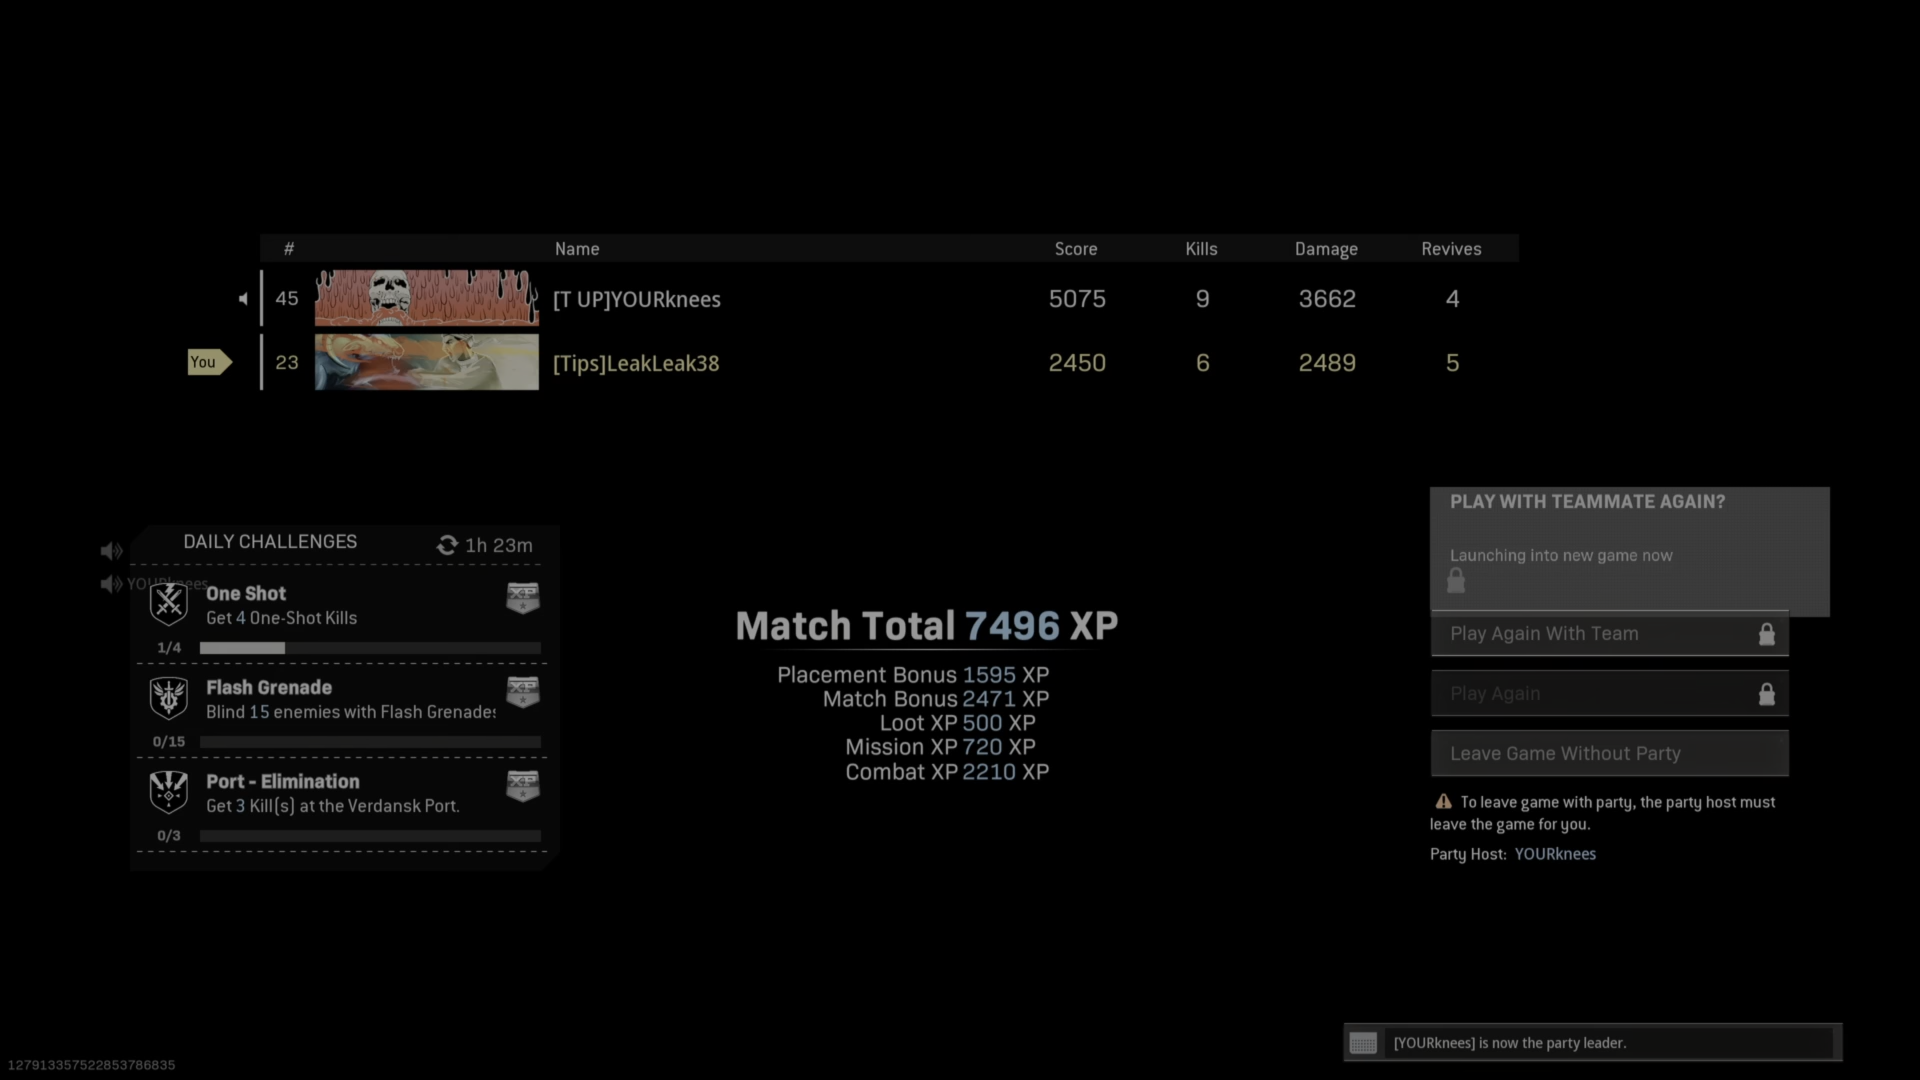 # Name Score Kills Damage Revives
45 [T UP]YOURknees 5075 9 3662 4
You 23 [Tips]LeakLeak38 2450 6 2489 5
DAILY CHALLENGES 1h 23m
YOURknees
One Shot XP
Get 4 One-Shot Kills
1/4
Flash Grenade XP
Blind 15 enemies with Flash Grenades
0/15
Port - Elimination XP
Get 3 Kill(s) at the Verdansk Port.
0/3
Match Total 7496 XP
Placement Bonus 1595 XP
Match Bonus 2471 XP
Loot XP 500 XP
Mission XP 720 XP
Combat XP 2210 XP
PLAY WITH TEAMMATE AGAIN?
Launching into new game now
Play Again With Team
Play Again
Leave Game Without Party
To leave game with party, the party host must
leave the game for you.
Party Host: YOURknees
[YOURknees] is now the party leader.
127913357522853786835